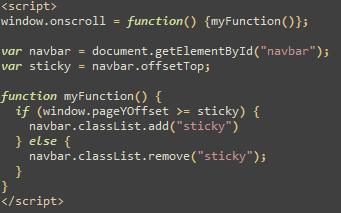 <script>
window.onscroll = function() {myFunction()};

var navbar = document.getElementById("navbar");
var sticky = navbar.offsetTop;

function myFunction() {
  if (window.pageYOffset >= sticky) {
    navbar.classList.add("sticky")
  } else {
    navbar.classList.remove("sticky");
  }
}
</script>